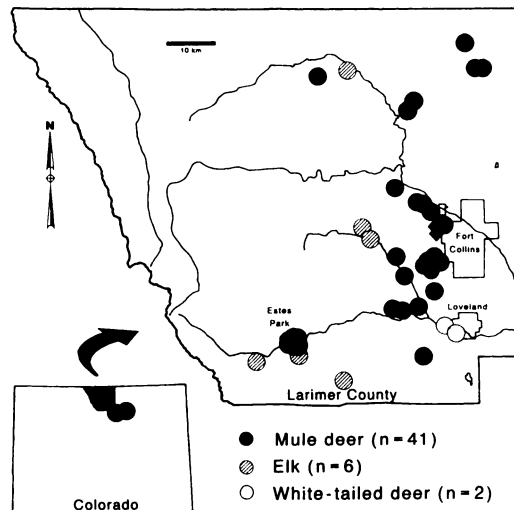 10 km
N
Fort
Collins
Loveland
Estes
Park
Larimer County
Mule deer (n=41)
Elk (n=6)
White-tailed deer (n=2)
Colorado